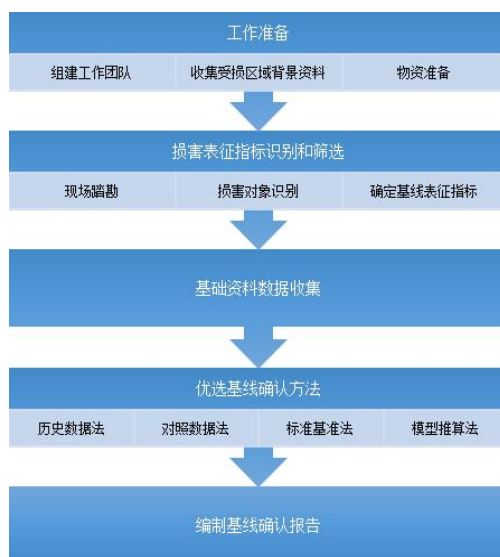 工作准备
组建工作团队 收集受损区域背景资料 物资准备
损害表征指标识别和筛选
现场踏勘 损害对象识别 确定基线表征指标
基础资料数据收集
优选基线确认方法
历史数据法 对照数据法 标准基准法 模型推算法
编制基线确认报告